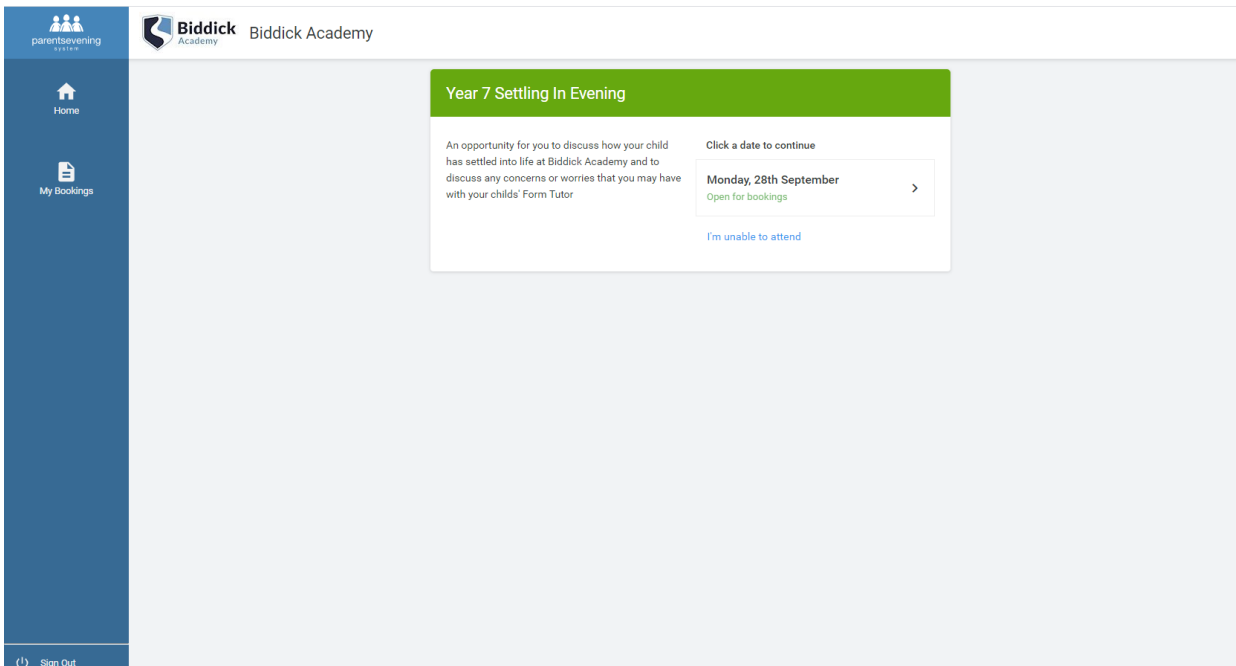 parentsevening
system
Home
My Bookings
Sign Out
Biddick
Academy
Biddick Academy
Year 7 Settling In Evening
An opportunity for you to discuss how your child
has settled into life at Biddick Academy and to
discuss any concerns or worries that you may have
with your childs' Form Tutor
Click a date to continue
Monday, 28th September
Open for bookings
I'm unable to attend